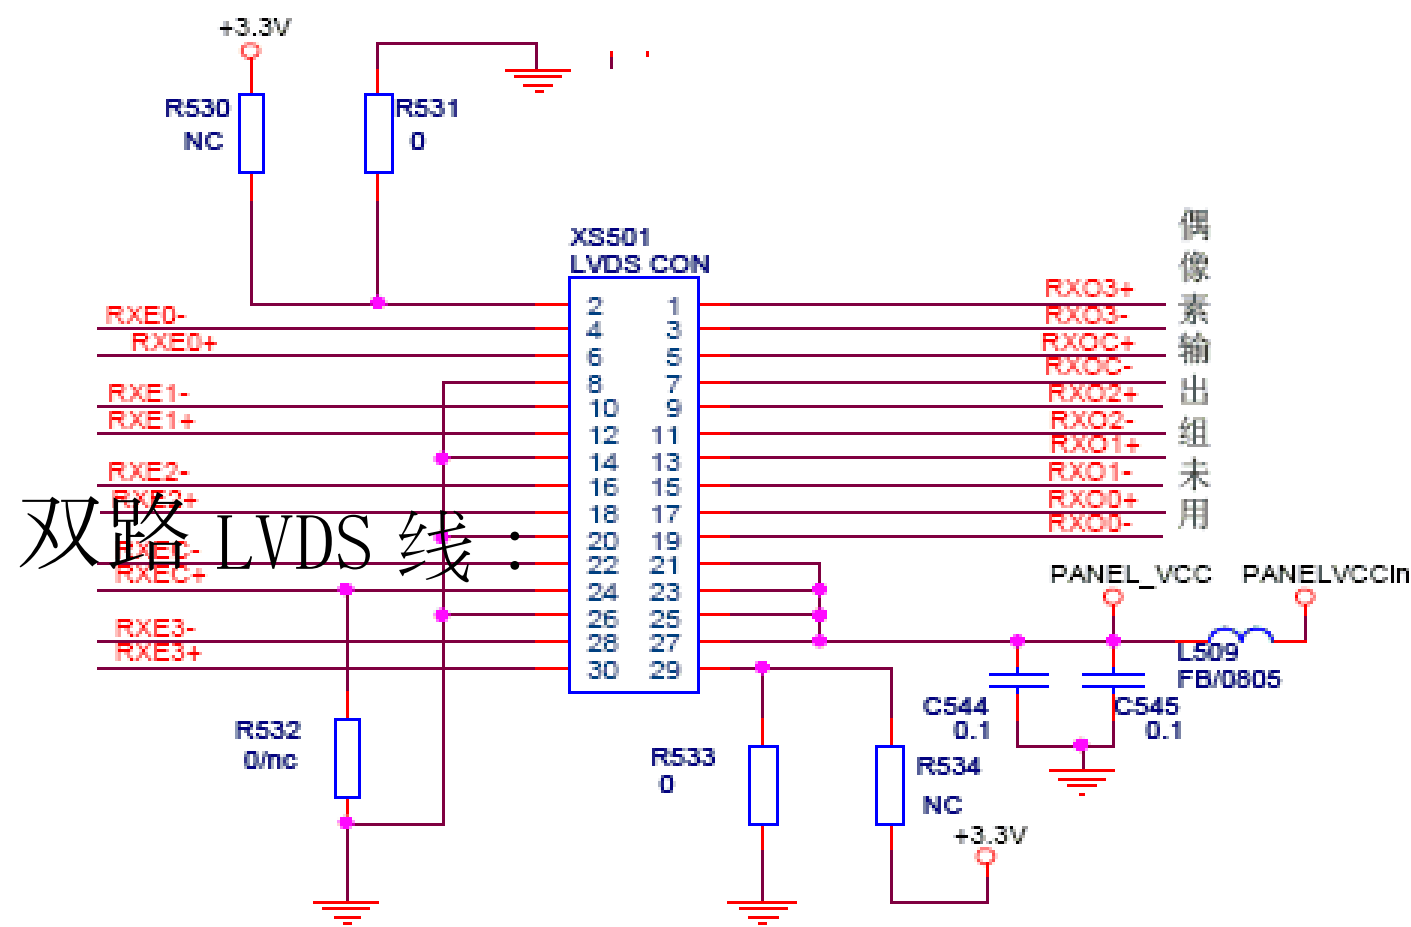 +3.3V
R530
NC
R531
0
XS501
LVDS CON
RXE0-
RXE0+
RXE1-
RXE1+
RXE2-
RXE2+
RXEC-
RXEC+
RXE3-
RXE3+
双路 LVDS 线：
2 1
4 3
6 5
8 7
10 9
12 11
14 13
16 15
18 17
20 19
22 21
24 23
26 25
28 27
30 29
RXO3+
RXO3-
RXOC+
RXOC-
RXO2+
RXO2-
RXO1+
RXO1-
RXO0+
RXO0-
偶像素输出组未用
PANEL_VCC
PANELVCCIn
L509
FB/0805
C544
0.1
C545
0.1
R532
0/nc
R533
0
R534
NC
+3.3V